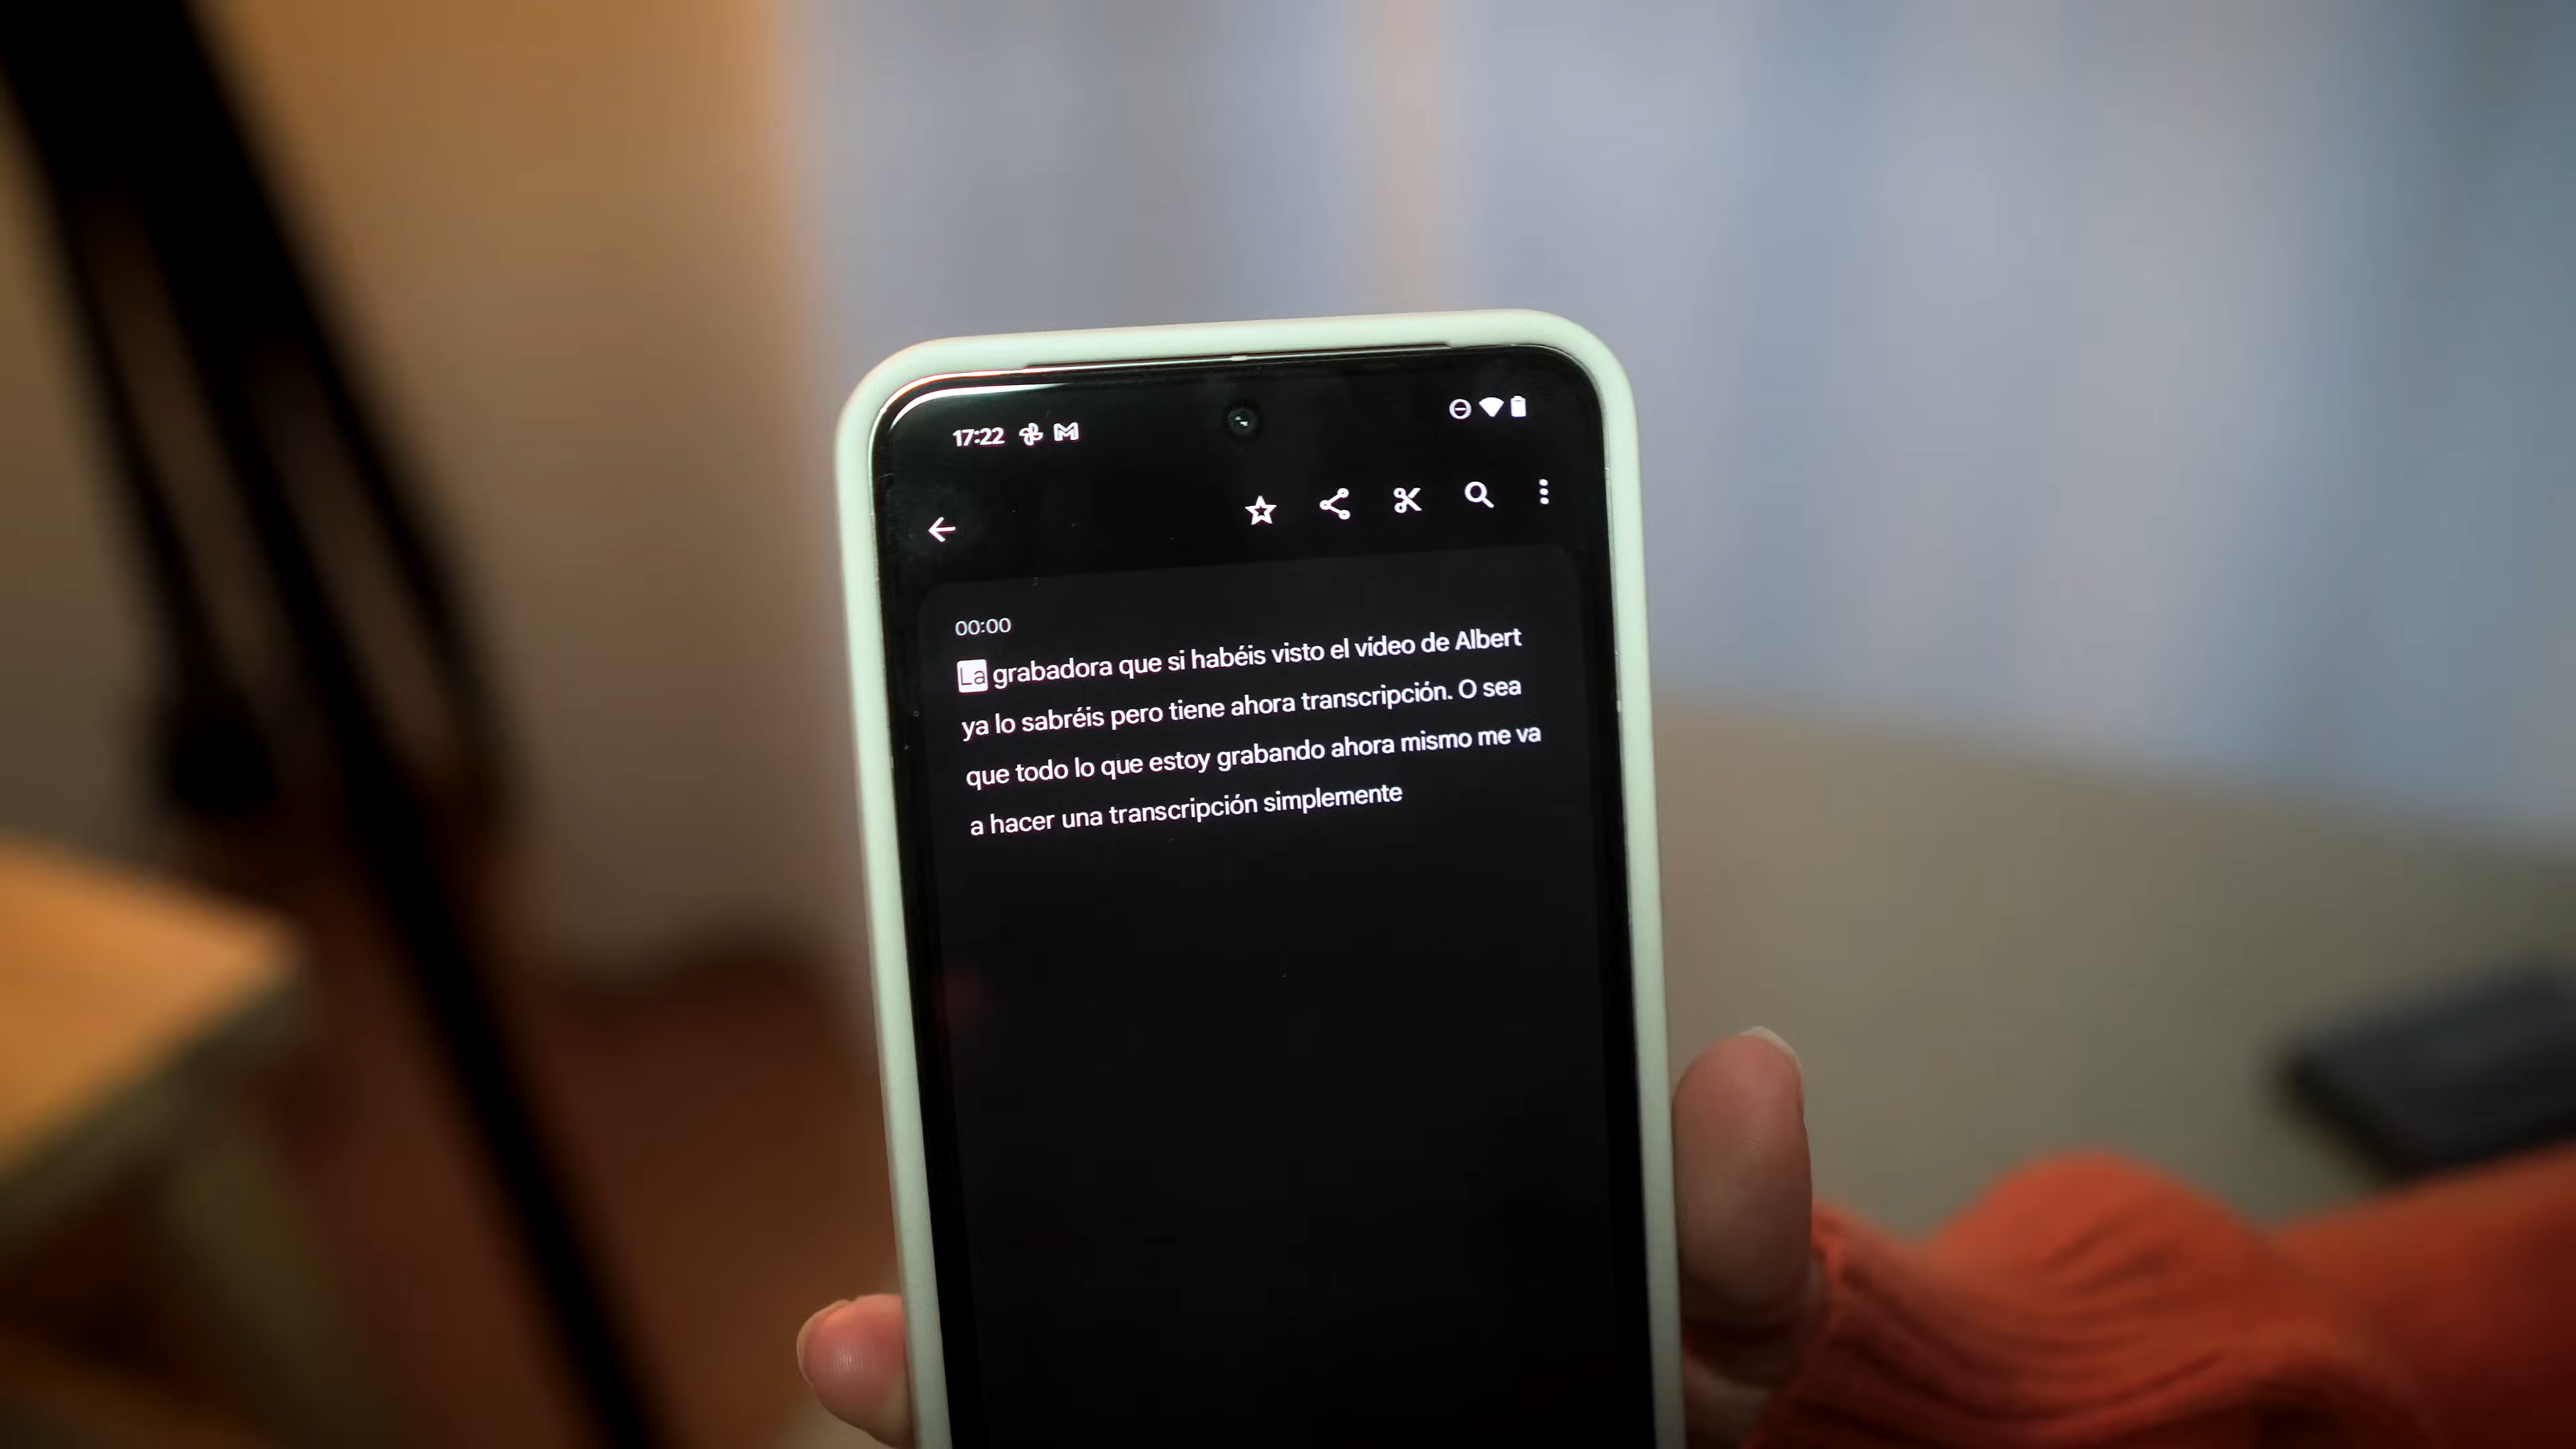 17:22
00:00
La grabadora que si habéis visto el vídeo de Albert
ya lo sabréis pero tiene ahora transcripción. O sea
que todo lo que estoy grabando ahora mismo me va
a hacer una transcripción simplemente